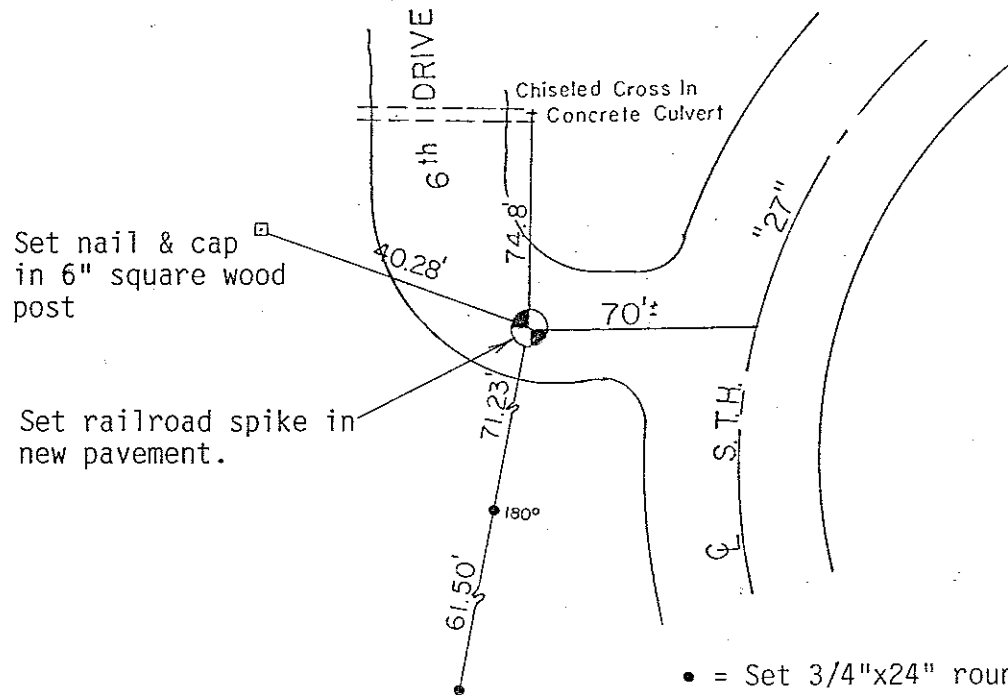 6th DRIVE
Chiseled Cross In
Concrete Culvert
"27"
Set nail & cap
in 6" square wood
post
40.28'
74.8'
70'±
Set railroad spike in
new pavement.
71.23'
S.T.H.
180°
℄
61.50'
• = Set 3/4"x24" roun